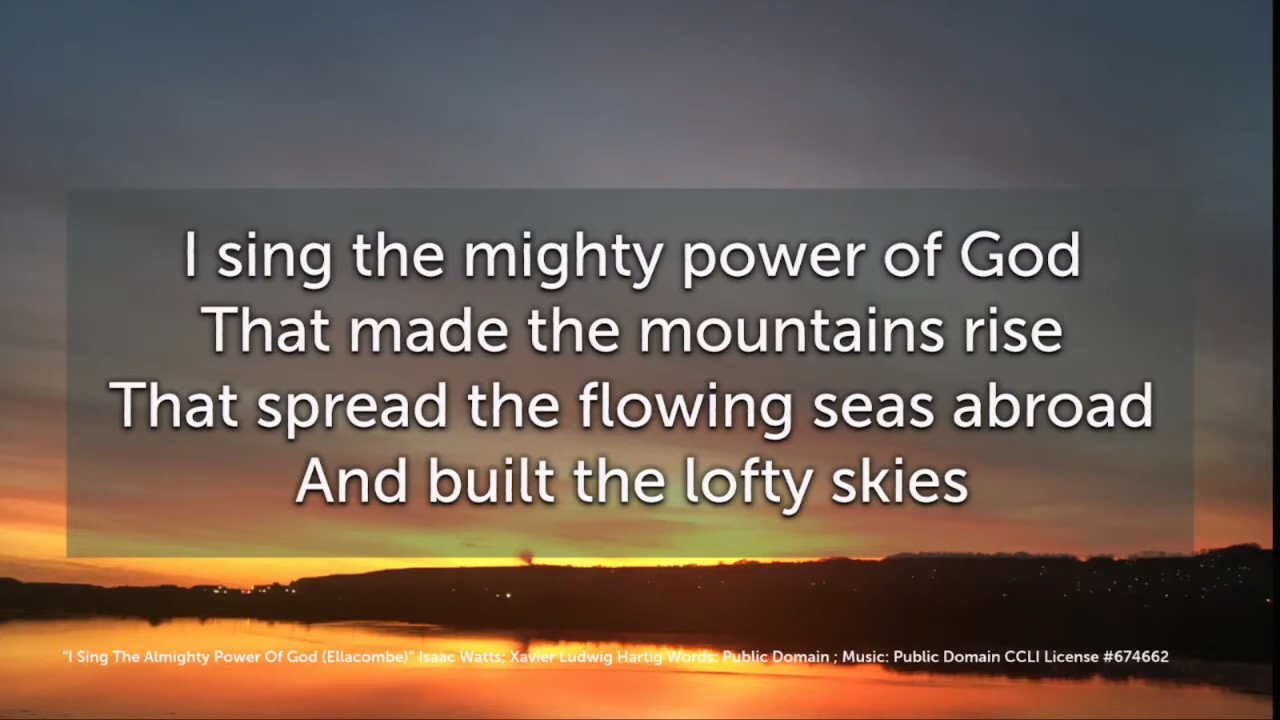 I sing the mighty power of God
That made the mountains rise
That spread the flowing seas abroad
And built the lofty skies
"I Sing The Almighty Power Of God (Ellacombe)" Isaac Watts; Xavier Ludwig Hartig Words: Public Domain ; Music: Public Domain CCLI License #674662